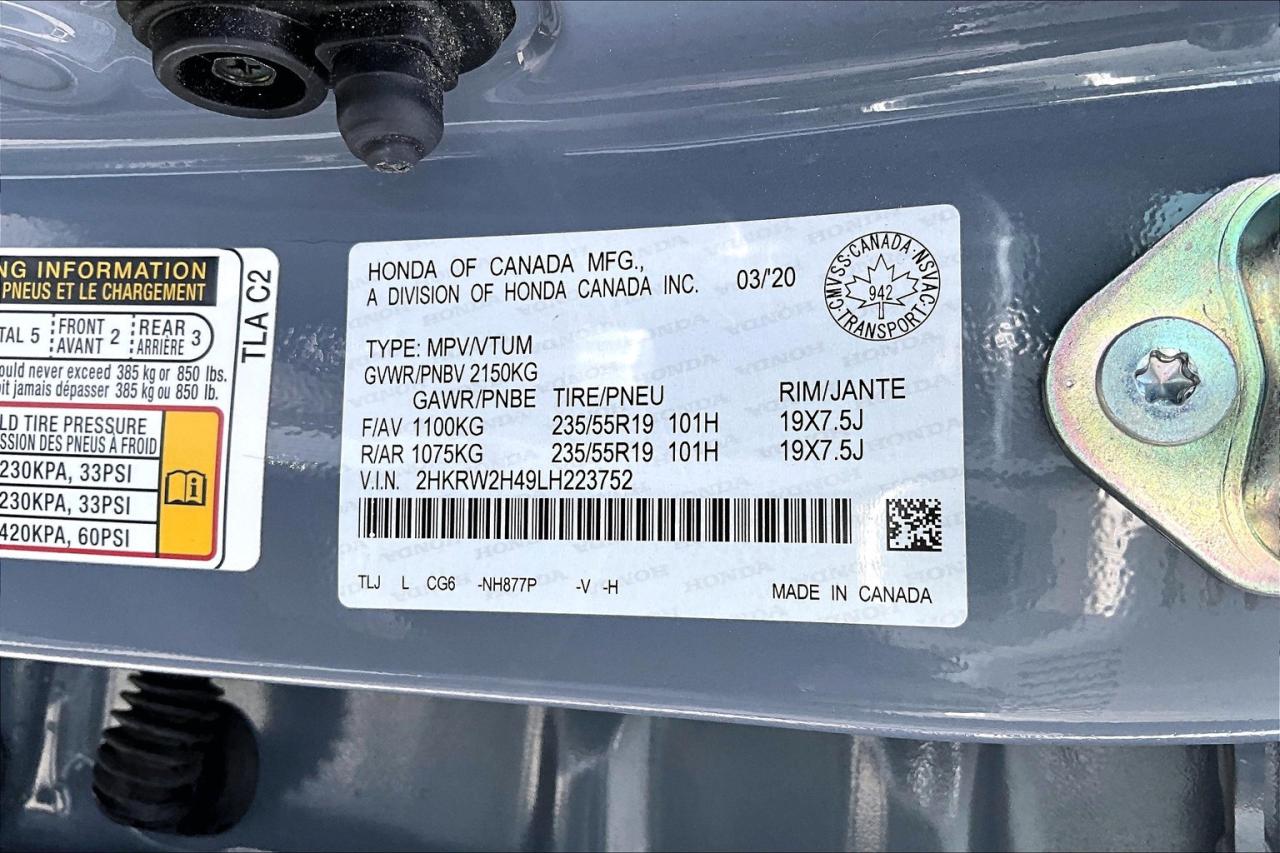 NG INFORMATION
PNEUS ET LE CHARGEMENT
TAL 5 FRONT AVANT 2 REAR ARRIÈRE 3
ould never exceed 385 kg or 850 lbs.
oit jamais dépasser 385 kg ou 850 lb.
LD TIRE PRESSURE
SSION DES PNEUS À FROID
230KPA, 33PSI
230KPA, 33PSI
420KPA, 60PSI
TLA C2
HONDA OF CANADA MFG.,
A DIVISION OF HONDA CANADA INC.
03/'20
CMVSS·CANADA·NSVAC·TRANSPORT·
942
TYPE: MPV/VTUM
GVWR/PNBV 2150KG
GAWR/PNBE TIRE/PNEU RIM/JANTE
F/AV 1100KG 235/55R19 101H 19X7.5J
R/AR 1075KG 235/55R19 101H 19X7.5J
V.I.N. 2HKRW2H49LH223752
TLJ L CG6 -NH877P -V -H
MADE IN CANADA